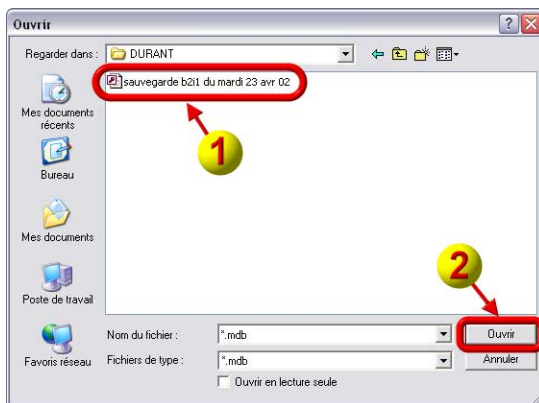 Ouvrir
Regarder dans : DURANT
sauvegarde b2i1 du mardi 23 avr 02
1
Mes documents
récents
Bureau
Mes documents
Poste de travail
Favoris réseau
2
Nom du fichier : *.mdb Ouvrir
Fichiers de type : *.mdb Annuler
Ouvrir en lecture seule